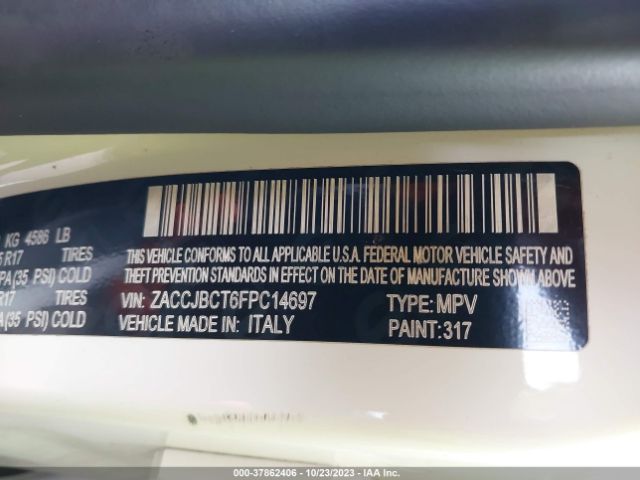 KG 4586 LB
R17 TIRES
PA (35 PSI) COLD
R17 TIRES
A (35 PSI) COLD
THIS VEHICLE CONFORMS TO ALL APPLICABLE U.S.A. FEDERAL MOTOR VEHICLE SAFETY AND
THEFT PREVENTION STANDARDS IN EFFECT ON THE DATE OF MANUFACTURE SHOWN ABOVE
VIN: ZACCJBCT6FPC14697 TYPE: MPV
VEHICLE MADE IN: ITALY PAINT: 317
000-37862406 - 10/23/2023 - IAA Inc.